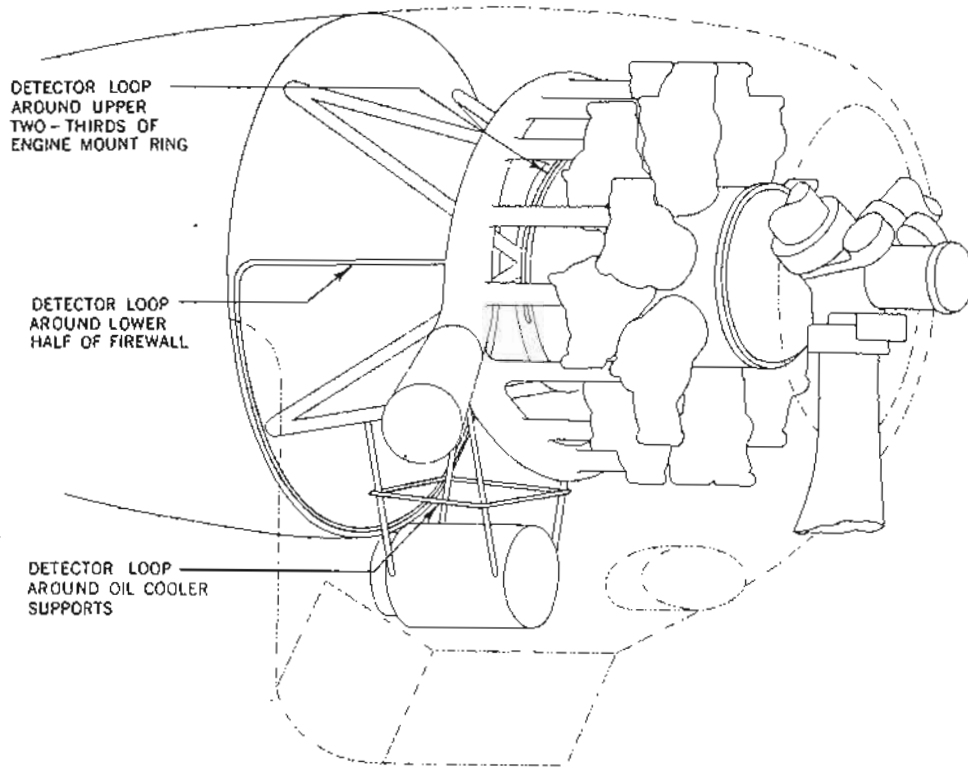 DETECTOR LOOP
AROUND UPPER
TWO-THIRDS OF
ENGINE MOUNT RING
DETECTOR LOOP
AROUND LOWER
HALF OF FIREWALL
DETECTOR LOOP
AROUND OIL COOLER
SUPPORTS